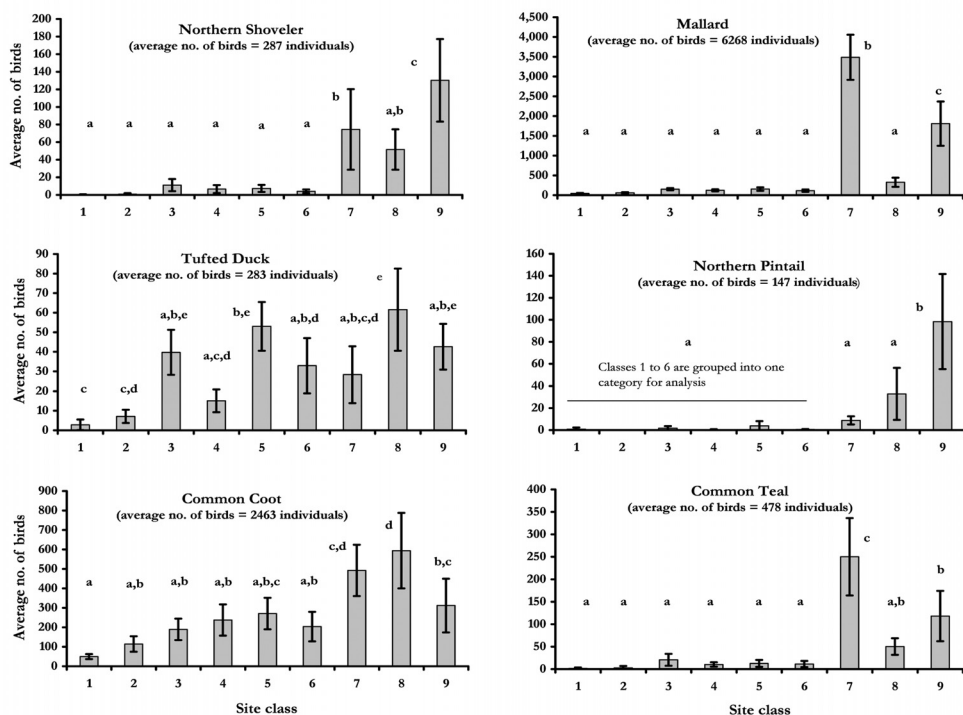 Northern Shoveler
(average no. of birds = 287 individuals)
Average no. of birds
200
180
160
140
120
100
80
60
40
20
0
a a a a a a b a,b c
1 2 3 4 5 6 7 8 9
Mallard
(average no. of birds = 6268 individuals)
4,500
4,000
3,500
3,000
2,500
2,000
1,500
1,000
500
0
a a a a a a b a c
1 2 3 4 5 6 7 8 9
Tufted Duck
(average no. of birds = 283 individuals)
Average no. of birds
90
80
70
60
50
40
30
20
10
0
c c,d a,b,e a,c,d b,e a,b,d a,b,c,d e a,b,e
1 2 3 4 5 6 7 8 9
Northern Pintail
(average no. of birds = 147 individuals)
160
140
120
100
80
60
40
20
0
a a a b
Classes 1 to 6 are grouped into one
category for analysis
1 2 3 4 5 6 7 8 9
Common Coot
(average no. of birds = 2463 individuals)
Average no. of birds
900
800
700
600
500
400
300
200
100
0
a a,b a,b a,b a,b,c a,b c,d d b,c
1 2 3 4 5 6 7 8 9
Site class
Common Teal
(average no. of birds = 478 individuals)
400
350
300
250
200
150
100
50
0
a a a a a a c a,b b
1 2 3 4 5 6 7 8 9
Site class